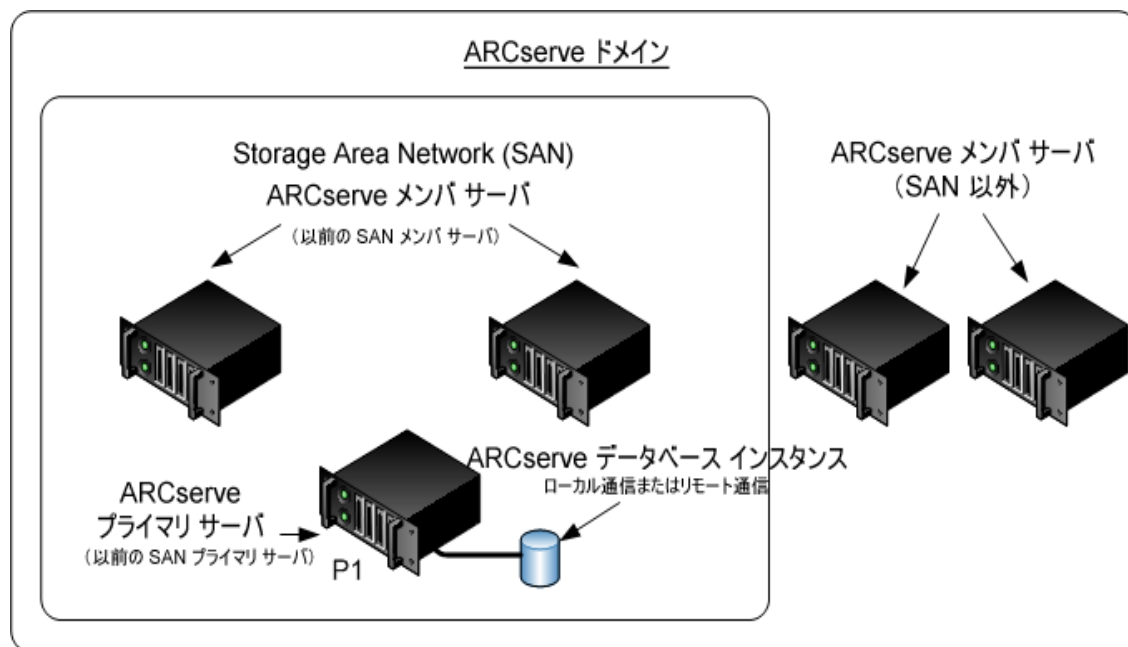 ARCserve ドメイン
Storage Area Network (SAN)
ARCserve メンバ サーバ
（以前の SAN メンバ サーバ）
ARCserve メンバ サーバ
（SAN 以外）
ARCserve データベース インスタンス
ローカル通信またはリモート通信
ARCserve
プライマリ サーバ
（以前の SAN プライマリ サーバ）
P1